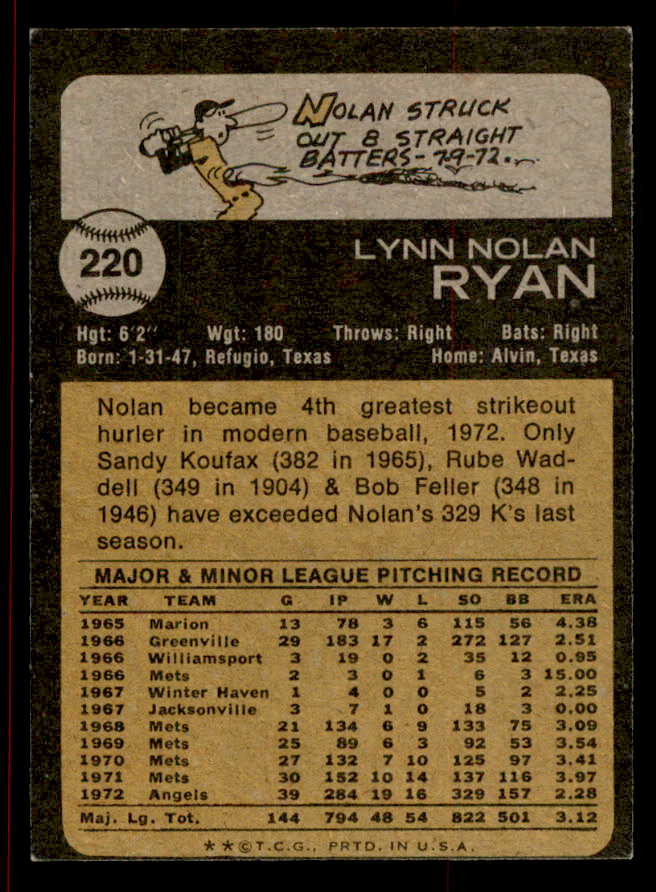 NOLAN STRUCK
OUT 8 STRAIGHT
BATTERS-7-9-72.
220
LYNN NOLAN
RYAN
Hgt: 6'2" Wgt: 180 Throws: Right Bats: Right
Born: 1-31-47, Refugio, Texas Home: Alvin, Texas
Nolan became 4th greatest strikeout
hurler in modern baseball, 1972. Only
Sandy Koufax (382 in 1965), Rube Wad-
dell (349 in 1904) & Bob Feller (348 in
1946) have exceeded Nolan's 329 K's last
season.
MAJOR & MINOR LEAGUE PITCHING RECORD
YEAR TEAM G IP W L SO BB ERA
1965 Marion 13 78 3 6 115 56 4.38
1966 Greenville 29 183 17 2 272 127 2.51
1966 Williamsport 3 19 0 2 35 12 0.95
1966 Mets 2 3 0 1 6 3 15.00
1967 Winter Haven 1 4 0 0 5 2 2.25
1967 Jacksonville 3 7 1 0 18 3 0.00
1968 Mets 21 134 6 9 133 75 3.09
1969 Mets 25 89 6 3 92 53 3.54
1970 Mets 27 132 7 10 125 97 3.41
1971 Mets 30 152 10 14 137 116 3.97
1972 Angels 39 284 19 16 329 157 2.28
Maj. Lg. Tot. 144 794 48 54 822 501 3.12
**©T.C.G., PRTD. IN U.S.A.